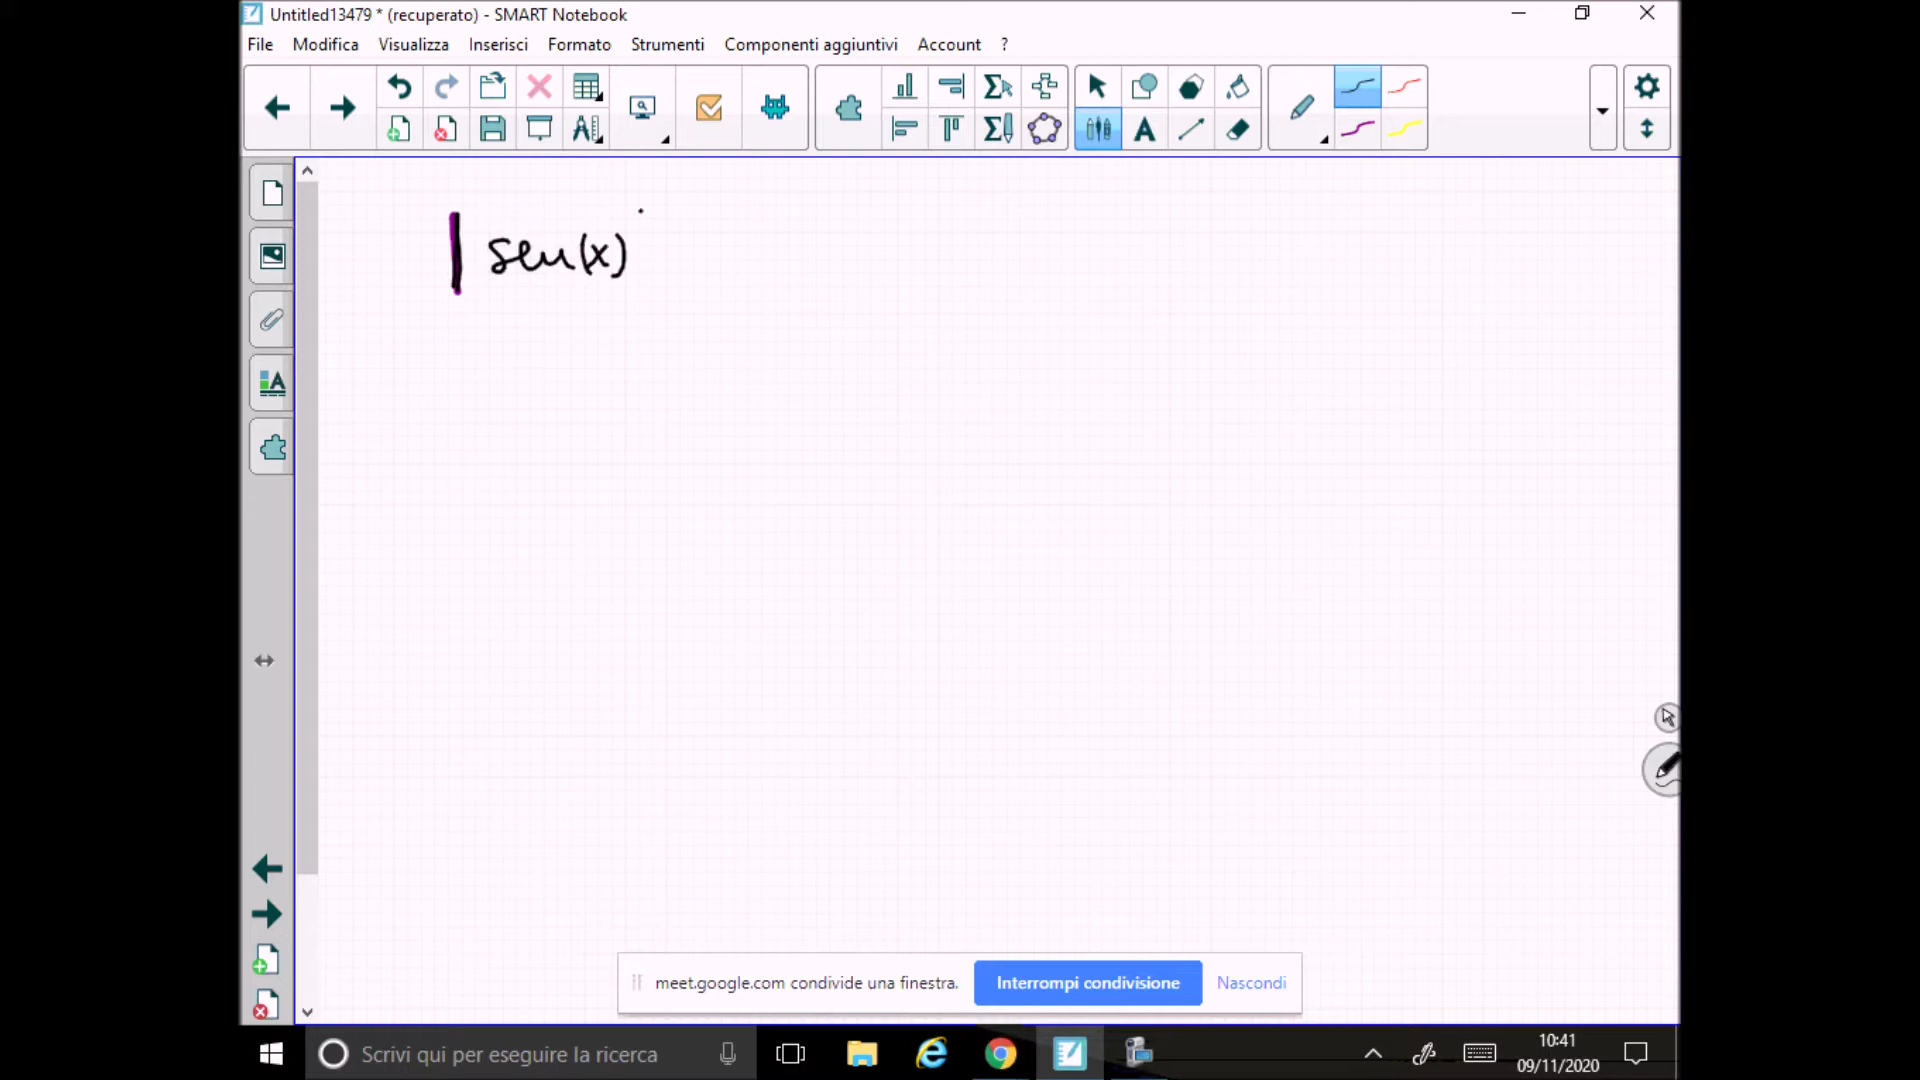 Untitled13479 * (recuperato) - SMART Notebook
File Modifica Visualizza Inserisci Formato Strumenti Componenti aggiuntivi Account ?
| sen(x)
meet.google.com condivide una finestra. Interrompi condivisione Nascondi
Scrivi qui per eseguire la ricerca
10:41
09/11/2020